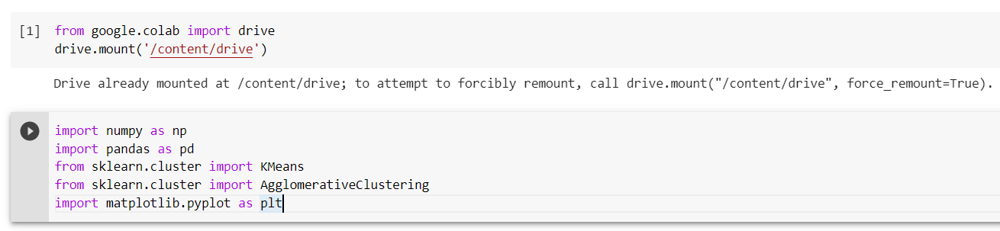 [1] from google.colab import drive
drive.mount('/content/drive')
Drive already mounted at /content/drive; to attempt to forcibly remount, call drive.mount("/content/drive", force_remount=True).
import numpy as np
import pandas as pd
from sklearn.cluster import KMeans
from sklearn.cluster import AgglomerativeClustering
import matplotlib.pyplot as plt